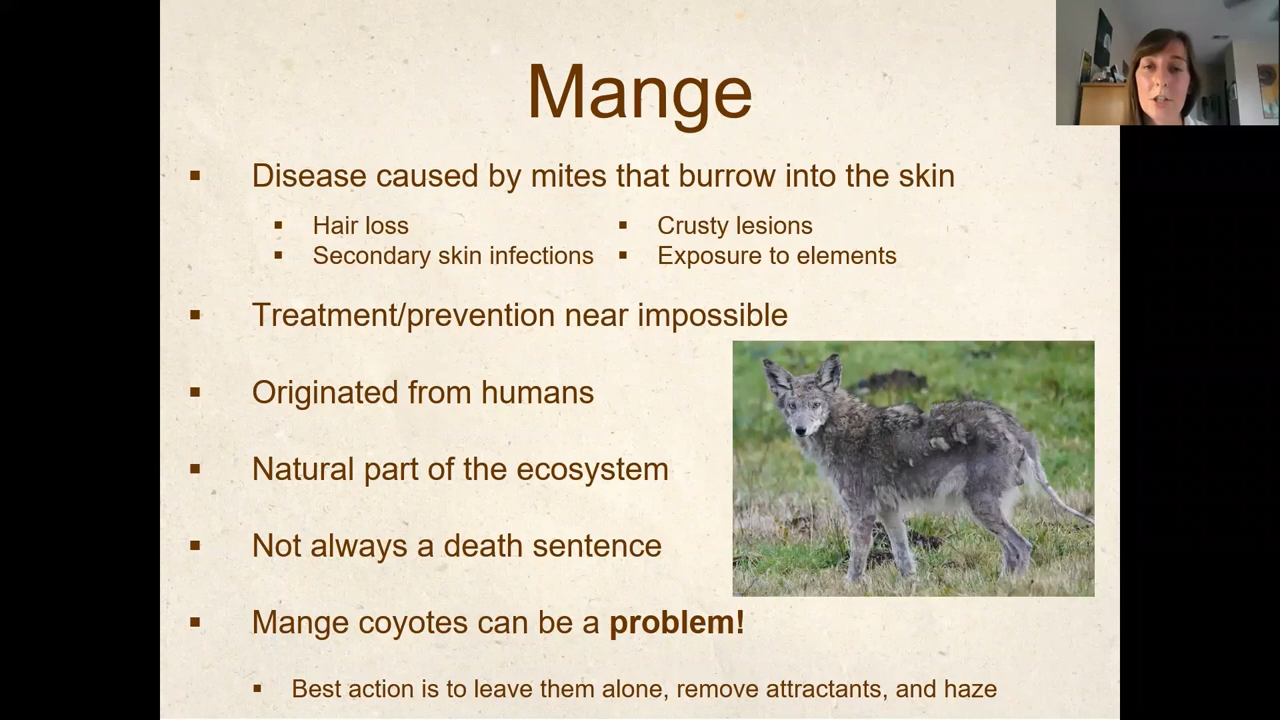 Mange
Disease caused by mites that burrow into the skin
Hair loss
Secondary skin infections
Crusty lesions
Exposure to elements
Treatment/prevention near impossible
Originated from humans
Natural part of the ecosystem
Not always a death sentence
Mange coyotes can be a problem!
Best action is to leave them alone, remove attractants, and haze